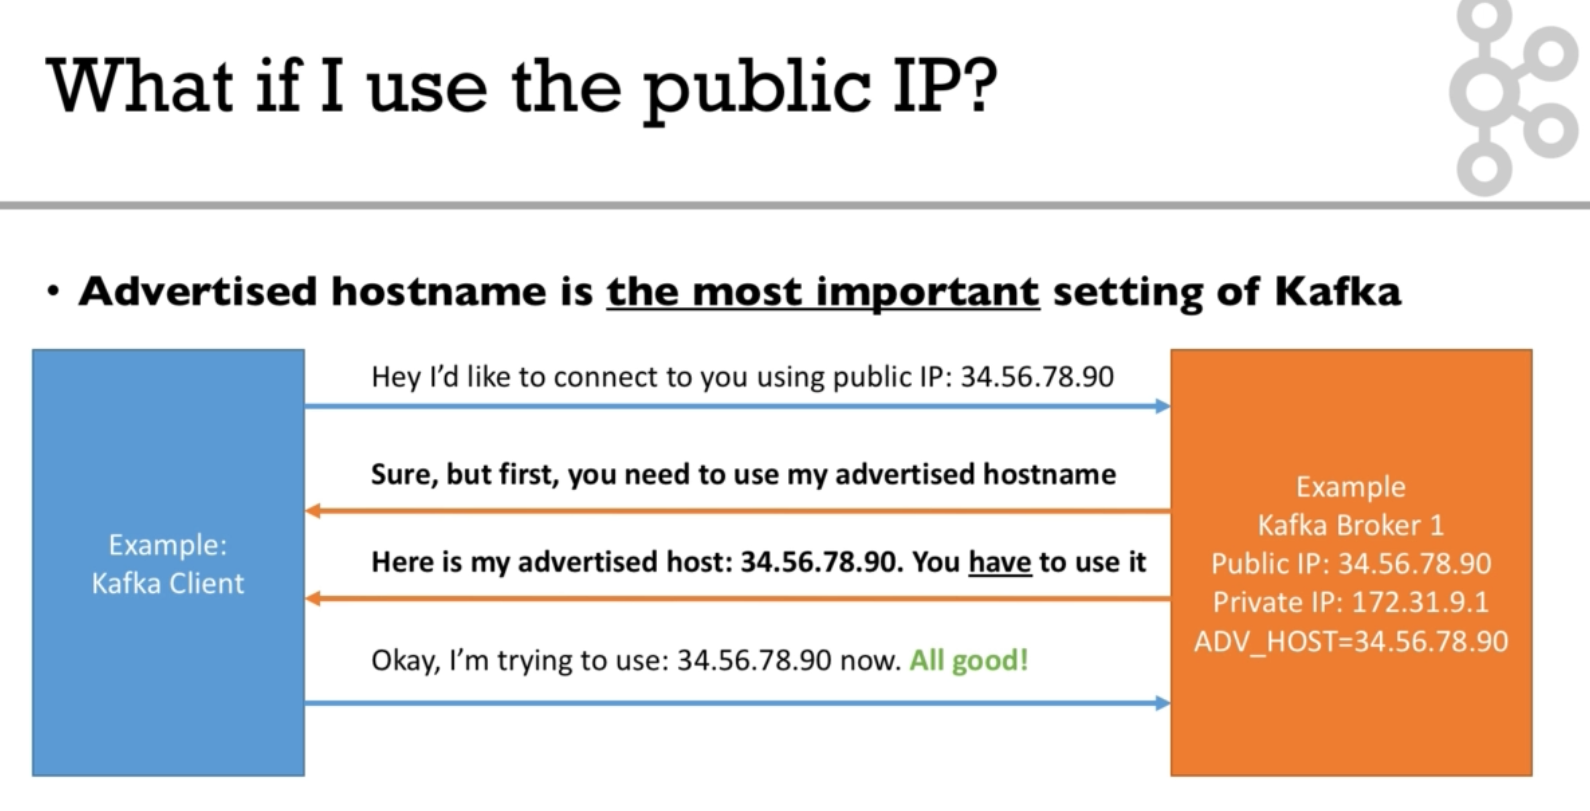 What if I use the public IP?
• Advertised hostname is the most important setting of Kafka
Hey I’d like to connect to you using public IP: 34.56.78.90
Sure, but first, you need to use my advertised hostname
Here is my advertised host: 34.56.78.90. You have to use it
Okay, I’m trying to use: 34.56.78.90 now. All good!
Example:
Kafka Client
Example
Kafka Broker 1
Public IP: 34.56.78.90
Private IP: 172.31.9.1
ADV_HOST=34.56.78.90